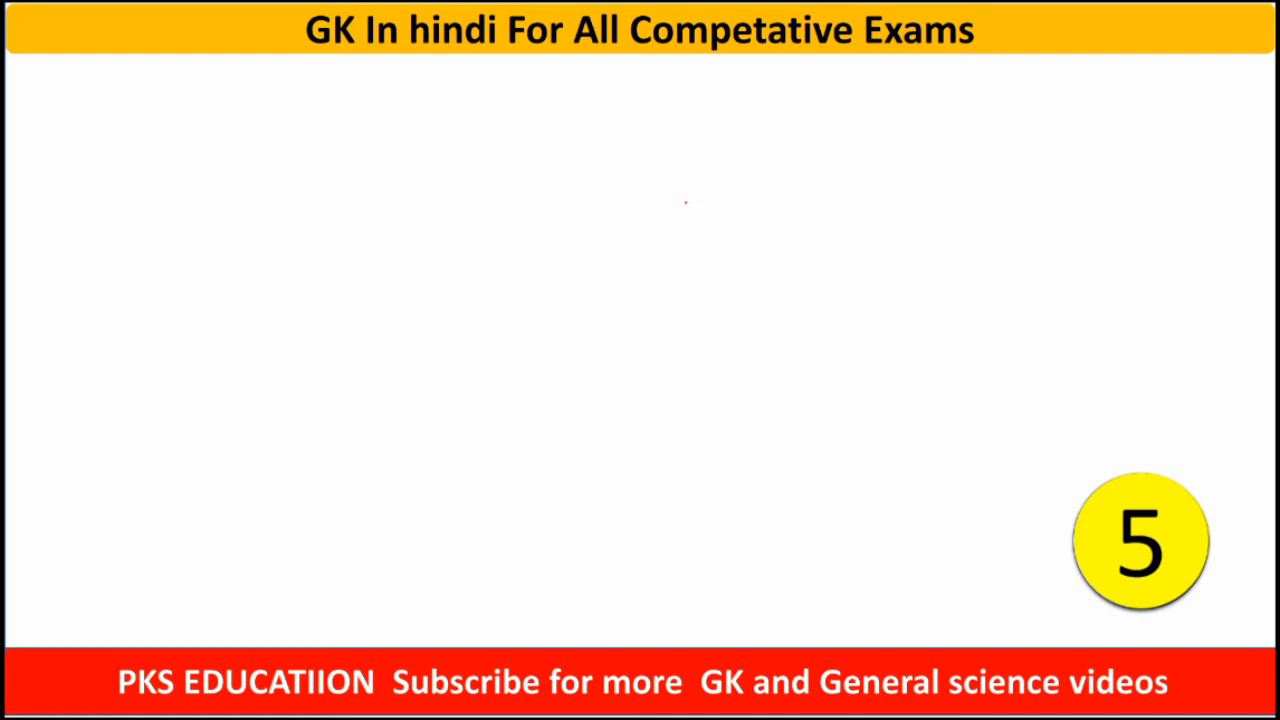 GK In hindi For All Competative Exams
5
PKS EDUCATIION Subscribe for more GK and General science videos